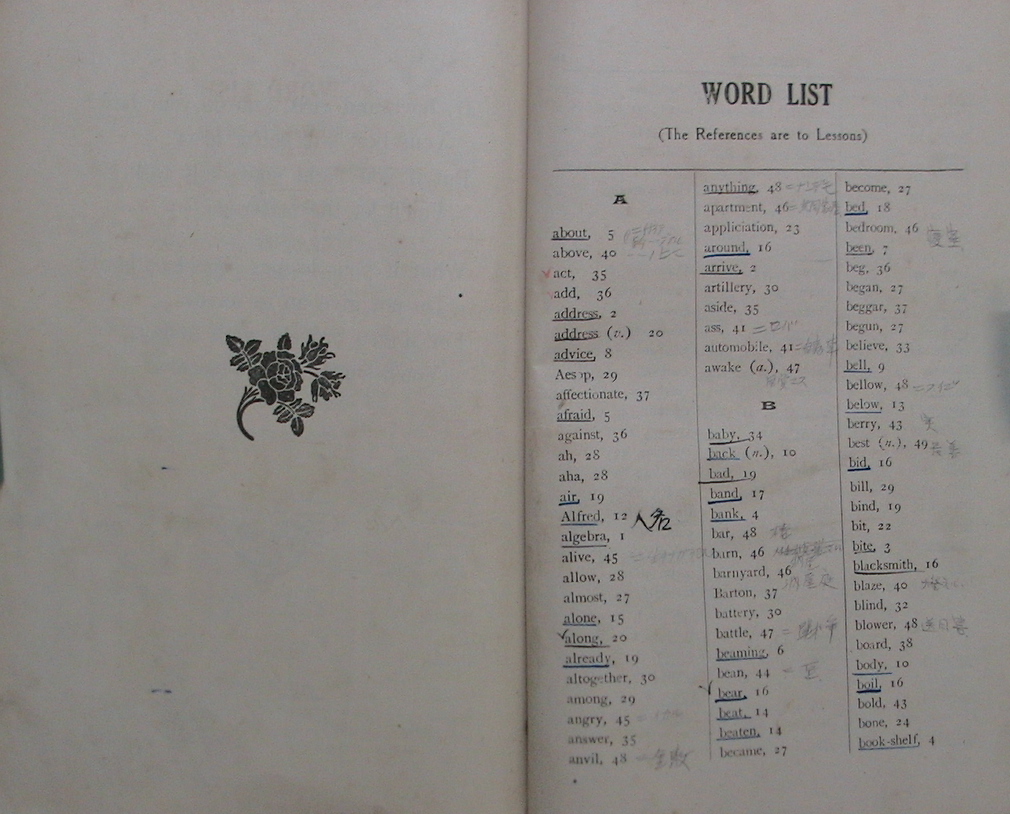 WORD LIST
(The References are to Lessons)
A
about, 5
above, 40
act, 35
add, 36
address, 2
address (v.) 20
advice, 8
Aesop, 29
affectionate, 37
afraid, 5
against, 36
ah, 28
aha, 28
air, 19
Alfred, 12 人名
algebra, 1
alive, 45
allow, 28
almost, 27
alone, 15
along, 20
already, 19
altogether, 30
among, 29
angry, 45
answer, 35
anvil, 48
anything, 48
apartment, 46
appliciation, 23
around, 16
arrive, 2
artillery, 30
aside, 35
ass, 41 =ロバ
automobile, 41
awake (a.), 47
B
baby, 34
back (n.), 10
bad, 19
band, 17
bank, 4
bar, 48
barn, 46
barnyard, 46
Barton, 37
battery, 30
battle, 47
beaming, 6
bean, 44 = 豆
bear, 16
beat, 14
beaten, 14
became, 27
become, 27
bed, 18
bedroom, 46 寝室
been, 7
beg, 36
began, 27
beggar, 37
begun, 27
believe, 33
bell, 9
bellow, 48
below, 13
berry, 43
best (n.), 49
bid, 16
bill, 29
bind, 19
bit, 22
bite, 3
blacksmith, 16
blaze, 40
blind, 32
blower, 48
board, 38
body, 10
boil, 16
bold, 43
bone, 24
book-shelf, 4